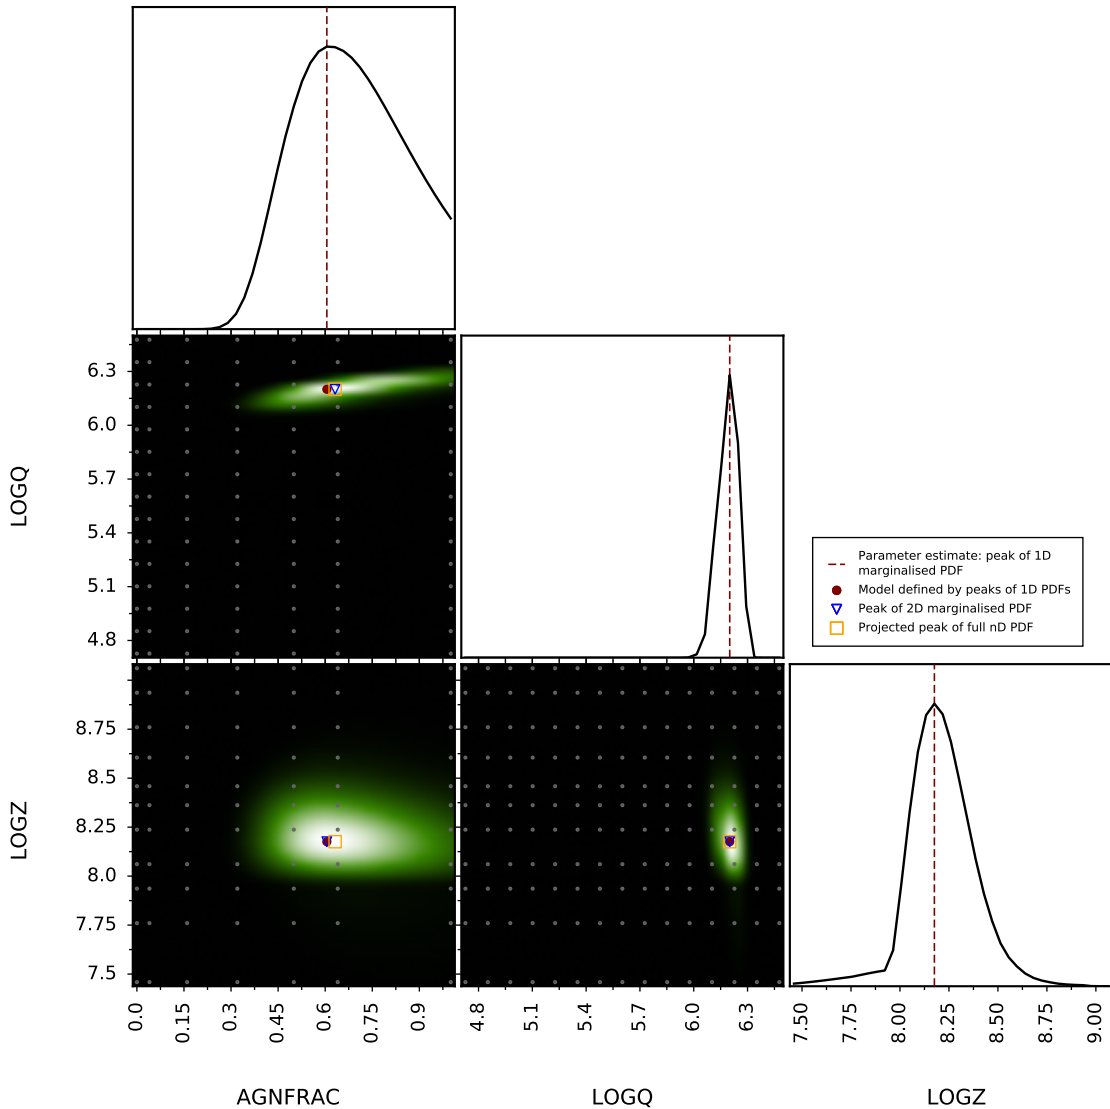 LOGQ
6.3
6.0
5.7
5.4
5.1
4.8
Parameter estimate: peak of 1D
marginalised PDF
Model defined by peaks of 1D PDFs
Peak of 2D marginalised PDF
Projected peak of full nD PDF
LOGZ
8.75
8.5
8.25
8.0
7.75
7.5
0.0 0.15 0.3 0.45 0.6 0.75 0.9
4.8 5.1 5.4 5.7 6.0 6.3
7.50 7.75 8.00 8.25 8.50 8.75 9.00
AGNFRAC
LOGQ
LOGZ